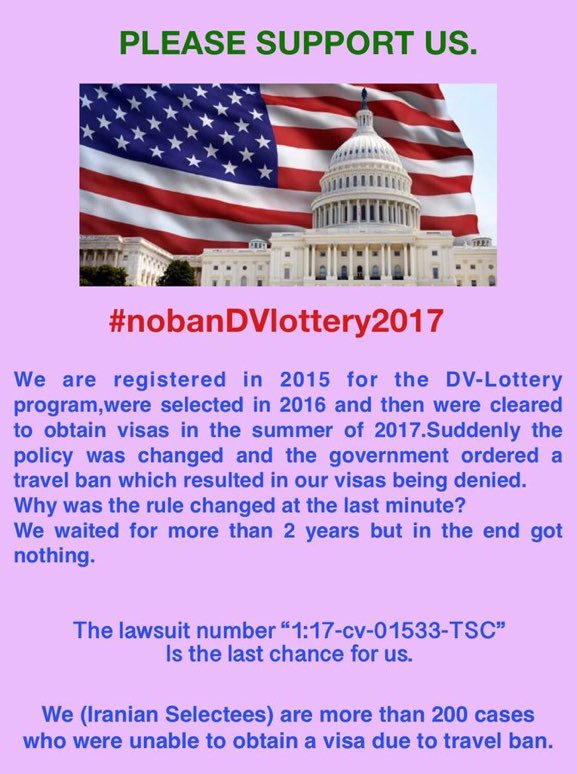 PLEASE SUPPORT US.
#nobanDVlottery2017
We are registered in 2015 for the DV-Lottery
program,were selected in 2016 and then were cleared
to obtain visas in the summer of 2017.Suddenly the
policy was changed and the government ordered a
travel ban which resulted in our visas being denied.
Why was the rule changed at the last minute?
We waited for more than 2 years but in the end got
nothing.
The lawsuit number “1:17-cv-01533-TSC”
Is the last chance for us.
We (Iranian Selectees) are more than 200 cases
who were unable to obtain a visa due to travel ban.